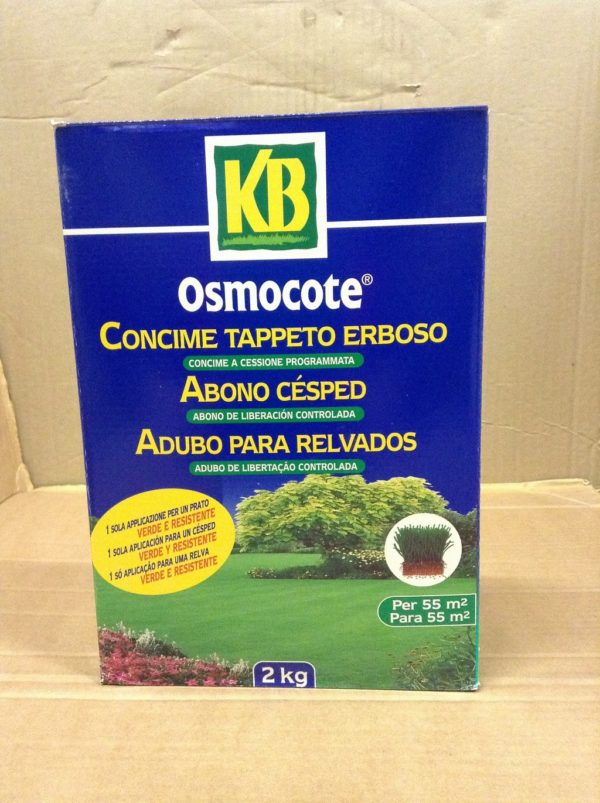 KB
Osmocote®
CONCIME TAPPETO ERBOSO
CONCIME A CESSIONE PROGRAMMATA
ABONO CÉSPED
ABONO DE LIBERACIÓN CONTROLADA
ADUBO PARA RELVADOS
ADUBO DE LIBERTAÇÃO CONTROLADA
1 SOLA APPLICAZIONE PER UN PRATO
VERDE E RESISTENTE
1 SOLA APLICACIÓN PARA UN CÉSPED
VERDE Y RESISTENTE
1 SÓ APLICAÇÃO PARA UMA RELVA
VERDE E RESISTENTE
Per 55 m²
Para 55 m²
2 kg